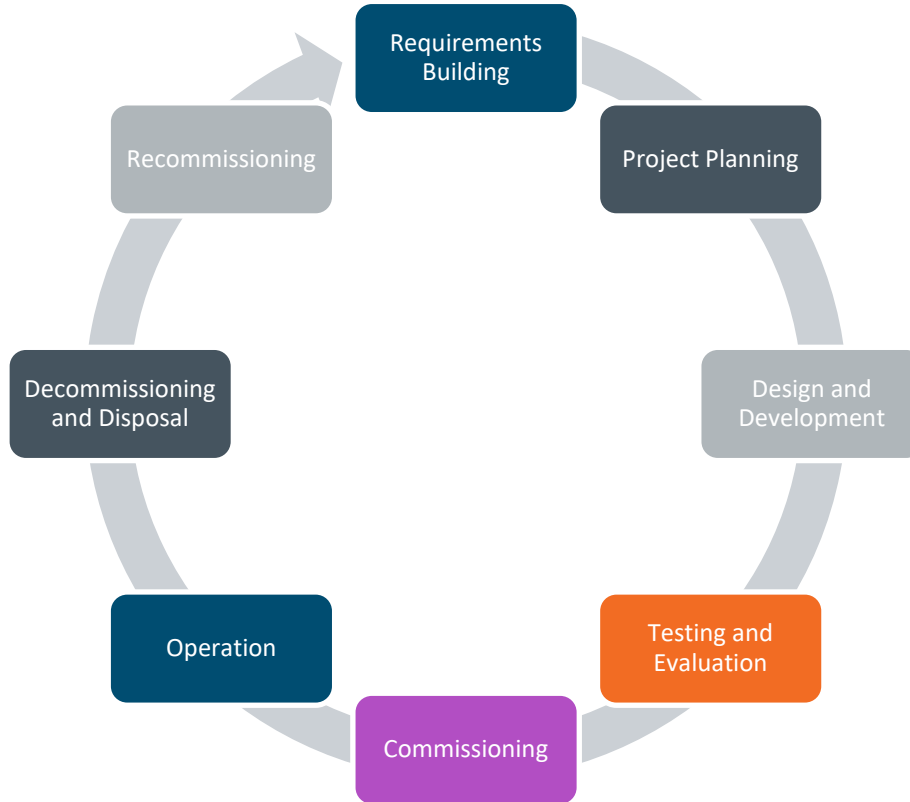 Requirements
Building
Project Planning
Design and
Development
Testing and
Evaluation
Commissioning
Operation
Decommissioning
and Disposal
Recommissioning